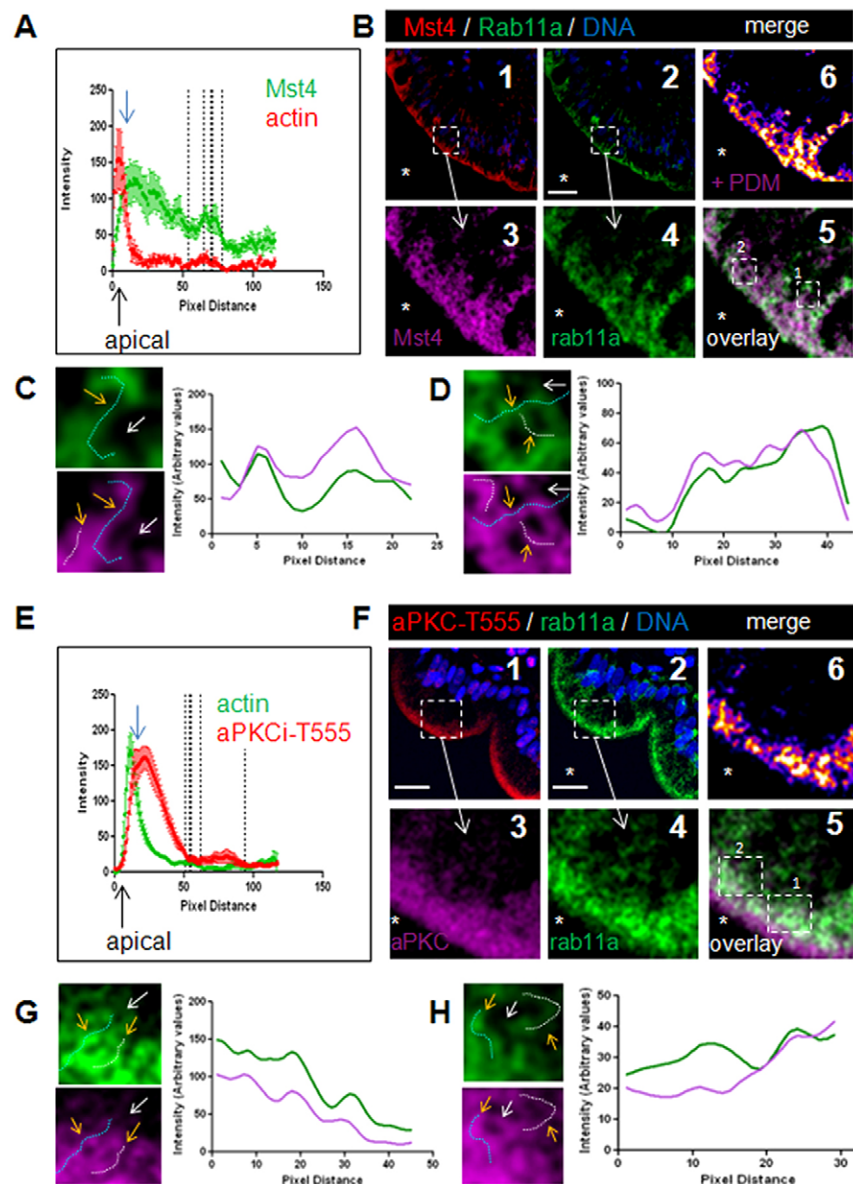 A
Mst4
actin
Intensity
250
200
150
100
50
0
0 50 100 150
Pixel Distance
apical
B
Mst4 / Rab11a / DNA
merge
1
2
6
*
*
*
+ PDM
3
4
5
2
1
*
*
*
Mst4
rab11a
overlay
C
Intensity (Arbitrary values)
200
150
100
50
0
0 5 10 15 20 25
Pixel Distance
D
Intensity (Arbitrary values)
100
80
60
40
20
0
0 10 20 30 40 50
Pixel Distance
E
actin
aPKCi-T555
Intensity
250
200
150
100
50
0
0 50 100 150
Pixel Distance
apical
F
aPKC-T555 / rab11a / DNA
merge
1
2
6
*
*
3
4
5
2
1
*
*
*
aPKC
rab11a
overlay
G
Intensity (Arbitrary values)
200
150
100
50
0
0 10 20 30 40 50
Pixel Distance
H
Intensity (Arbitrary values)
50
40
30
20
10
0
0 10 20 30
Pixel Distance